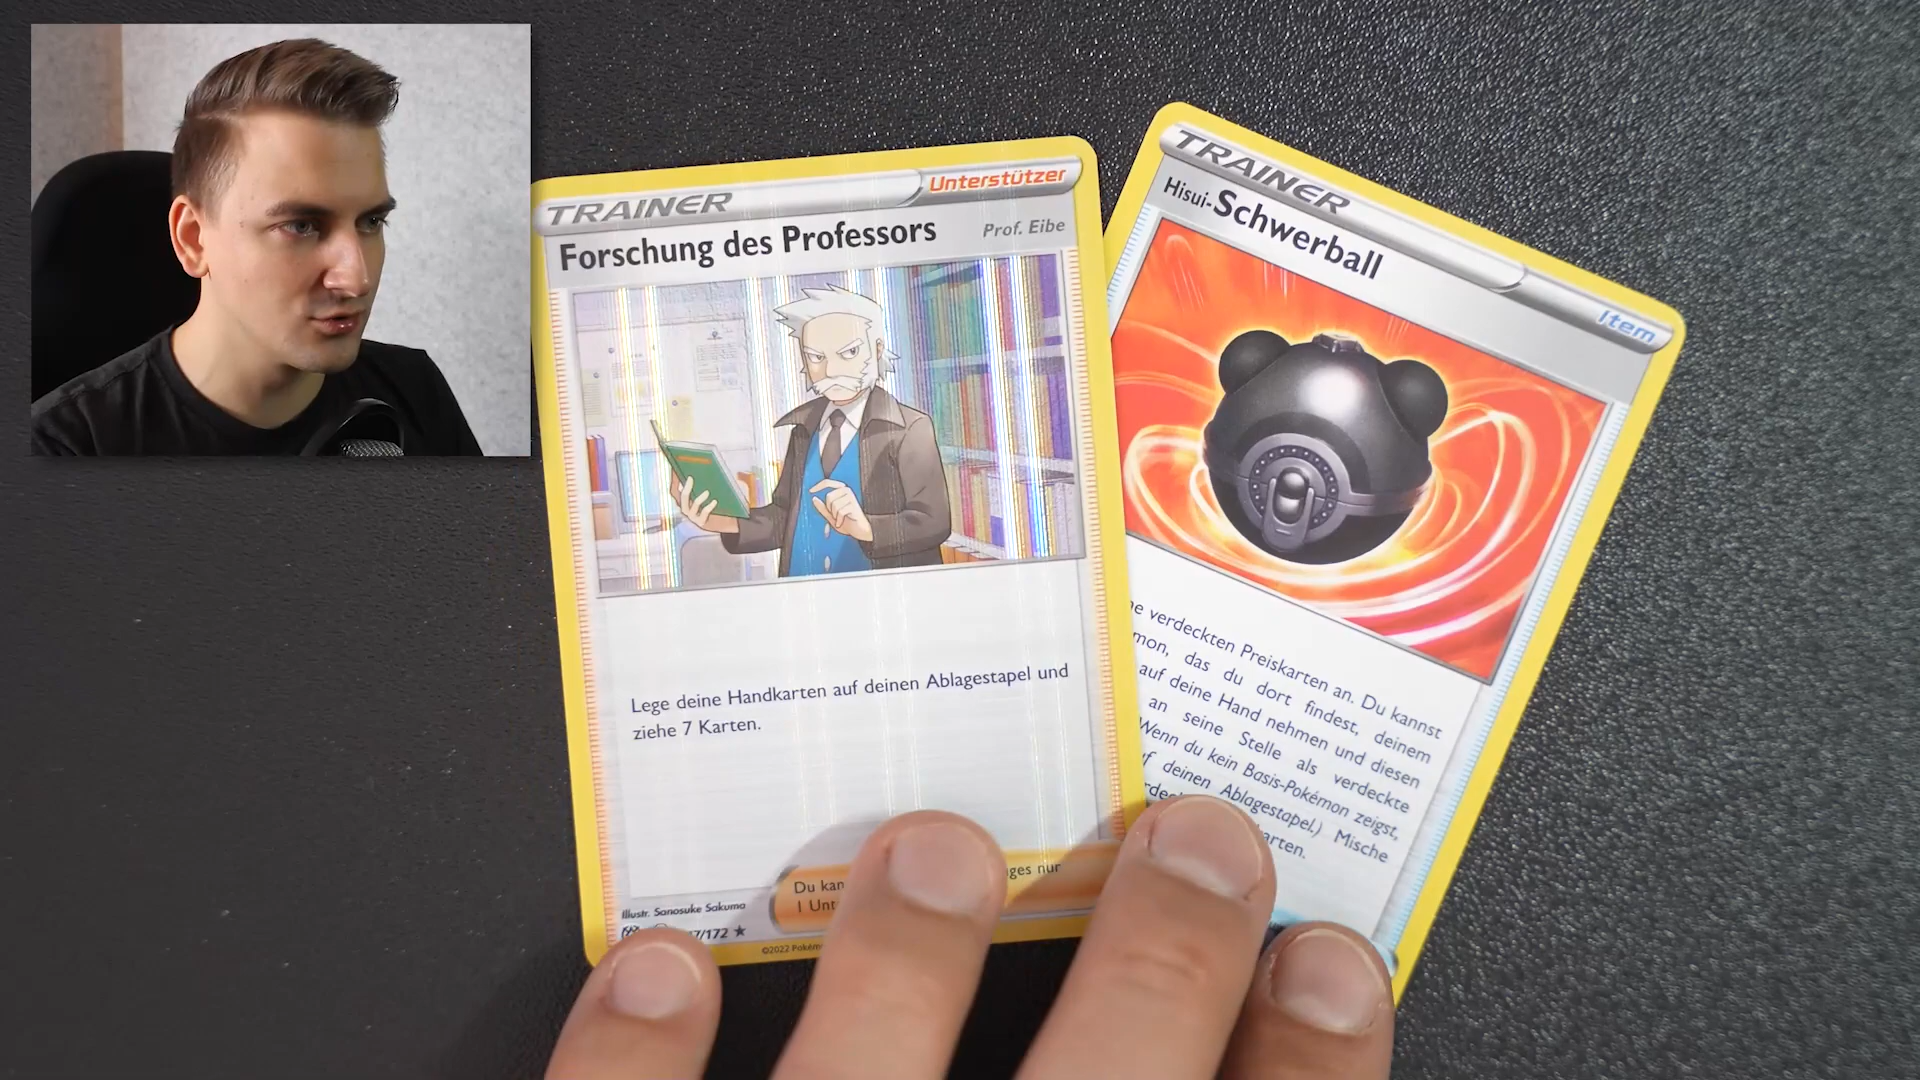 TRAINER
Unterstützer
Forschung des Professors
Prof. Eibe
Lege deine Handkarten auf deinen Ablagestapel und
ziehe 7 Karten.
Du kan
ges nur
1 Unt
Illustr. Sanosuke Sakuma
7/172 ★
©2022 Pokém
TRAINER
Hisui-Schwerball
Item
verdeckten Preiskarten an. Du kannst
mon, das du dort findest, deinem
auf deine Hand nehmen und diesen
an seine Stelle als verdeckte
Wenn du kein Basis-Pokémon zeigst,
f deinen Ablagestapel.) Mische
arten.